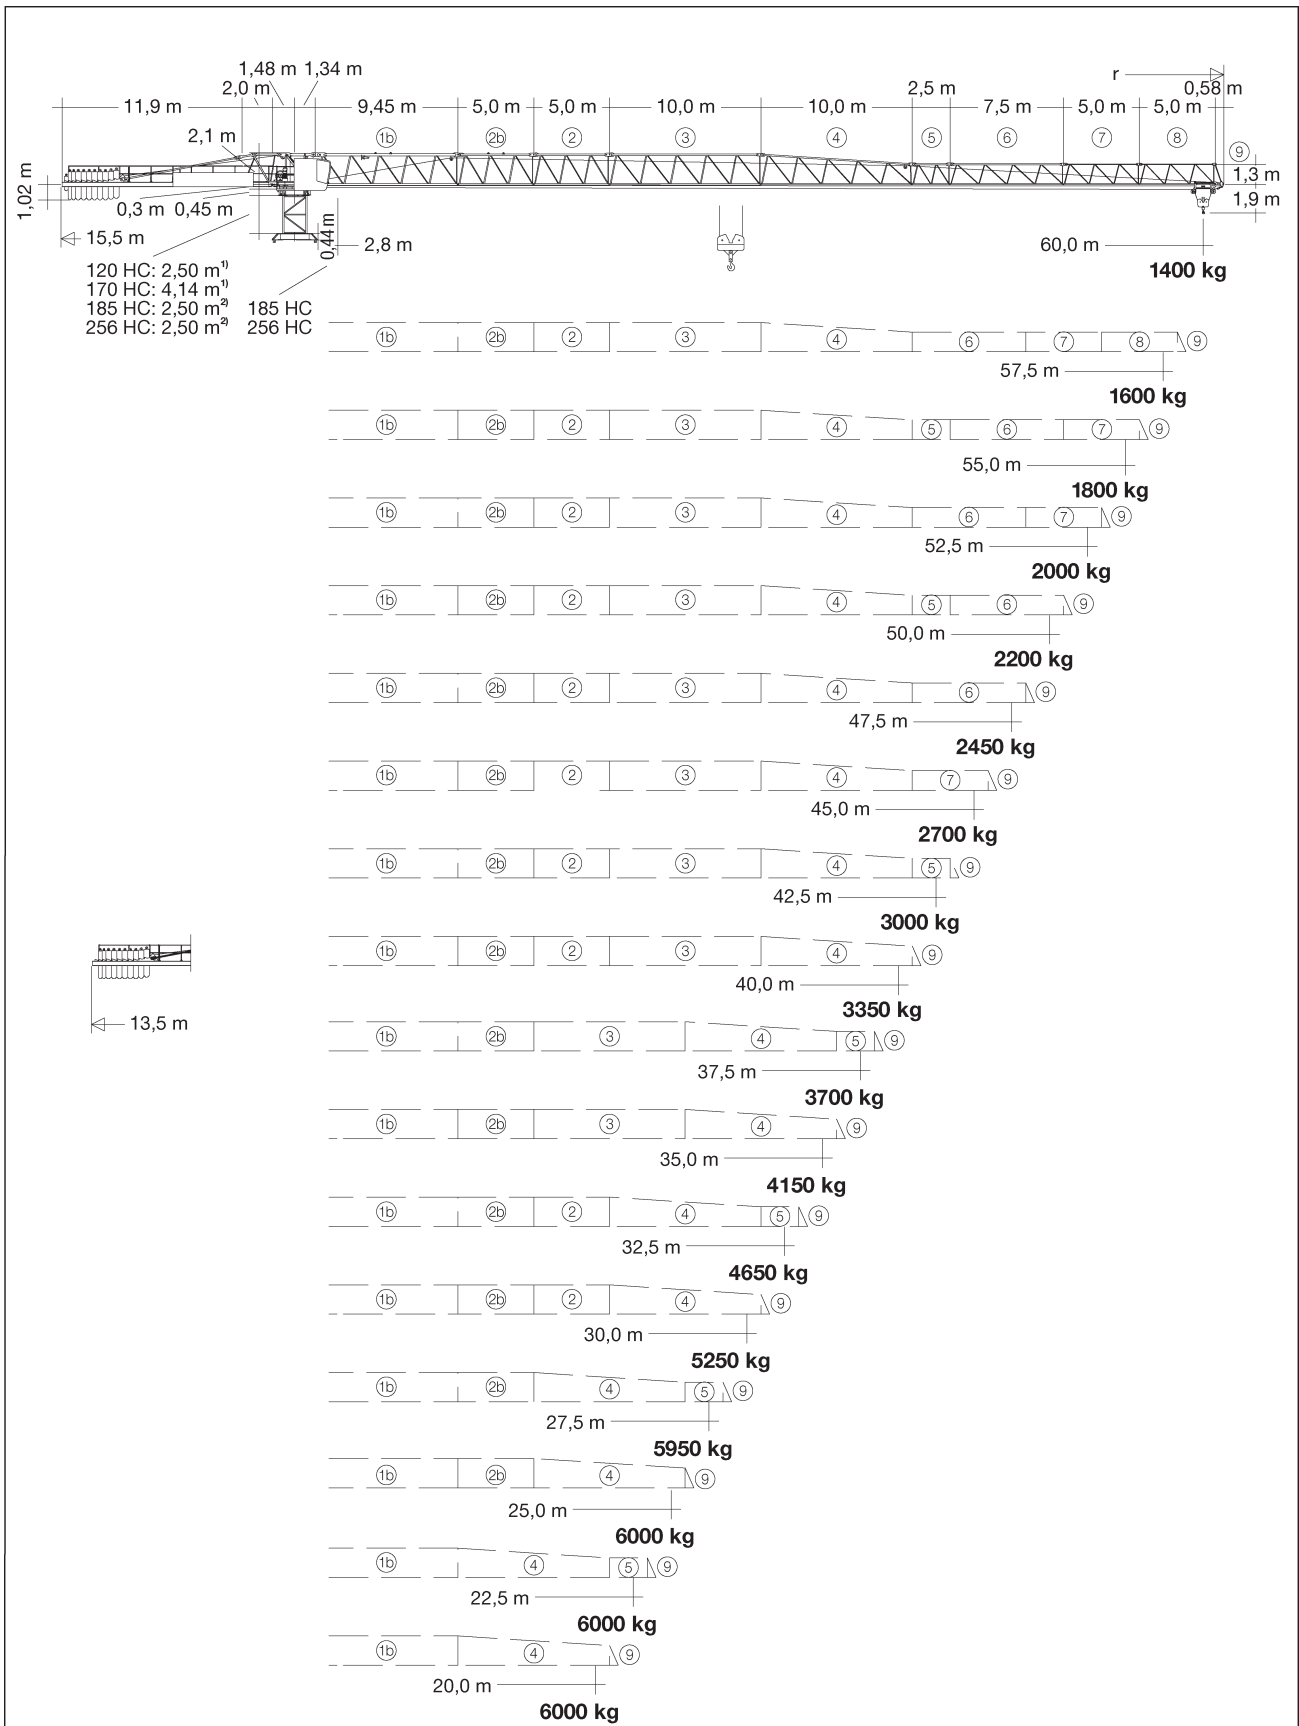 1,48 m 1,34 m r
2,0 m 2,5 m 0,58 m
11,9 m 9,45 m 5,0 m 5,0 m 10,0 m 10,0 m 7,5 m 5,0 m 5,0 m
2,1 m 1b 2b 2 3 4 5 6 7 8 9
1,02 m 1,3 m
0,3 m 0,45 m 1,9 m
15,5 m 0,44 m 2,8 m 60,0 m
120 HC: 2,50 m¹⁾ 1400 kg
170 HC: 4,14 m¹⁾
185 HC: 2,50 m²⁾ 185 HC
256 HC: 2,50 m²⁾ 256 HC
1b 2b 2 3 4 6 7 8 9
57,5 m
1600 kg
1b 2b 2 3 4 5 6 7 9
55,0 m
1800 kg
1b 2b 2 3 4 6 7 9
52,5 m
2000 kg
1b 2b 2 3 4 5 6 9
50,0 m
2200 kg
1b 2b 2 3 4 6 9
47,5 m
2450 kg
1b 2b 2 3 4 7 9
45,0 m
2700 kg
1b 2b 2 3 4 5 9
42,5 m
3000 kg
1b 2b 2 3 4 9
40,0 m
3350 kg
13,5 m
1b 2b 3 4 5 9
37,5 m
3700 kg
1b 2b 3 4 9
35,0 m
4150 kg
1b 2b 2 4 5 9
32,5 m
4650 kg
1b 2b 2 4 9
30,0 m
5250 kg
1b 2b 4 5 9
27,5 m
5950 kg
1b 2b 4 9
25,0 m
6000 kg
1b 4 5 9
22,5 m
6000 kg
1b 4 9
20,0 m
6000 kg